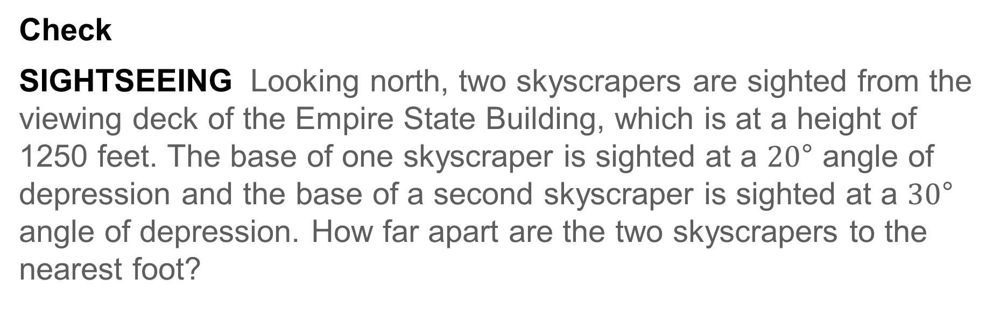 Check
SIGHTSEEING Looking north, two skyscrapers are sighted from the
viewing deck of the Empire State Building, which is at a height of
1250 feet. The base of one skyscraper is sighted at a 20° angle of
depression and the base of a second skyscraper is sighted at a 30°
angle of depression. How far apart are the two skyscrapers to the
nearest foot?